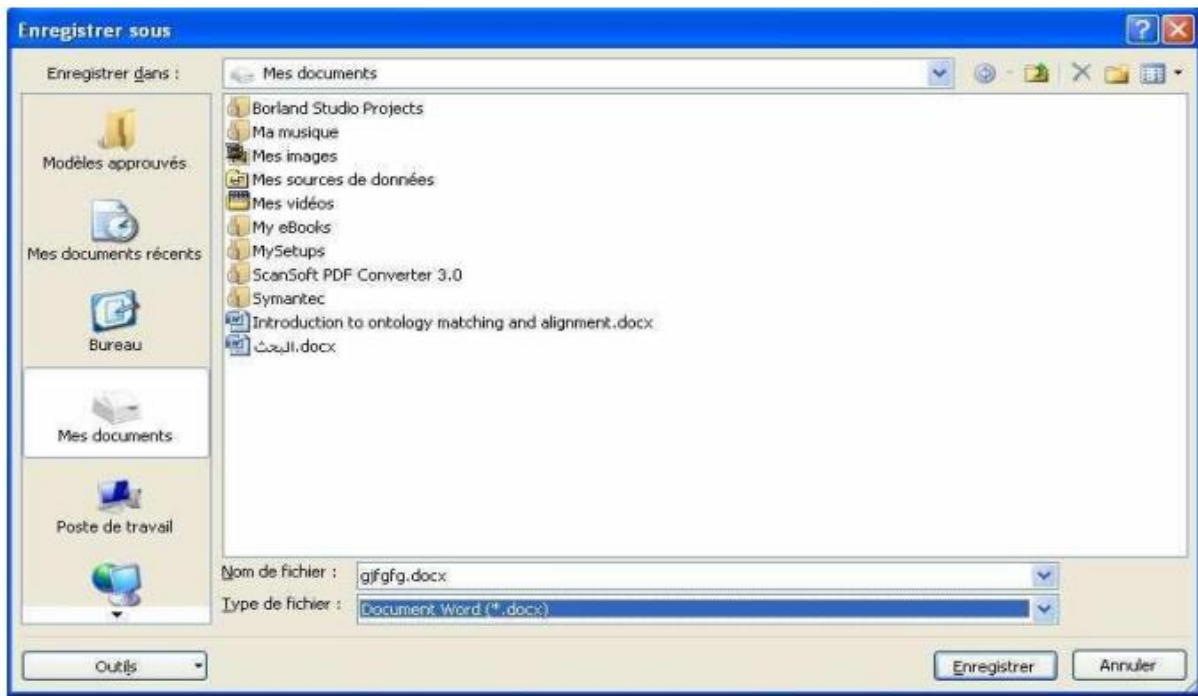 Enregistrer sous
Enregistrer dans :
Mes documents
Modèles approuvés
Mes documents récents
Bureau
Mes documents
Poste de travail
Borland Studio Projects
Ma musique
Mes images
Mes sources de données
Mes vidéos
My eBooks
MySetups
ScanSoft PDF Converter 3.0
Symantec
Introduction to ontology matching and alignment.docx
البحث.docx
Nom de fichier :
gjfgfg.docx
Type de fichier :
Document Word (*.docx)
Outils
Enregistrer
Annuler